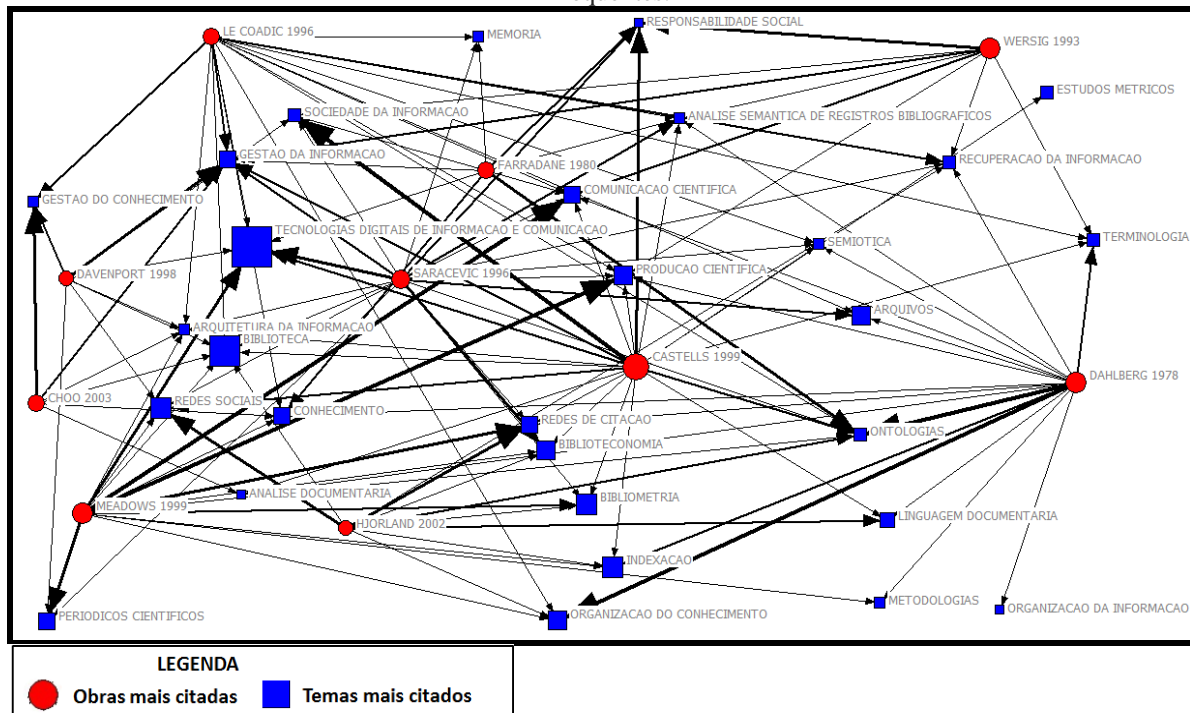 LE COADIC 1996
RESPONSABILIDADE SOCIAL
MEMORIA
WERSIG 1993
ESTUDOS METRICOS
SOCIEDADE DA INFORMACAO
ANALISE SEMANTICA DE REGISTROS BIBLIOGRAFICOS
GESTAO DA INFORMACAO
RECUPERACAO DA INFORMACAO
FARRADANE 1980
COMUNICACAO CIENTIFICA
GESTAO DO CONHECIMENTO
TECNOLOGIAS DIGITAIS DE INFORMACAO E COMUNICACAO
SEMIOTICA
TERMINOLOGIA
DAVENPORT 1998
SARACEVIC 1996
PRODUCAO CIENTIFICA
ARQUIVOS
ARQUITETURA DA INFORMACAO
BIBLIOTECA
CASTELLS 1999
DAHLBERG 1978
CHOO 2003
REDES SOCIAIS
CONHECIMENTO
REDES DE CITACAO
ONTOLOGIAS
BIBLIOTECONOMIA
ANALISE DOCUMENTARIA
MEADOWS 1999
BIBLIOMETRIA
HJORLAND 2002
LINGUAGEM DOCUMENTARIA
INDEXACAO
METODOLOGIAS
ORGANIZACAO DA INFORMACAO
PERIODICOS CIENTIFICOS
ORGANIZACAO DO CONHECIMENTO
LEGENDA
Obras mais citadas
Temas mais citados